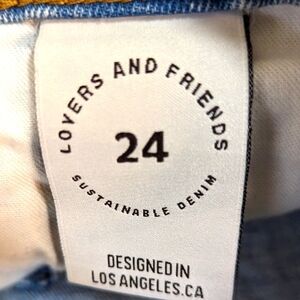 LOVERS AND FRIENDS
24
SUSTAINABLE DENIM
DESIGNED IN
LOS ANGELES.CA